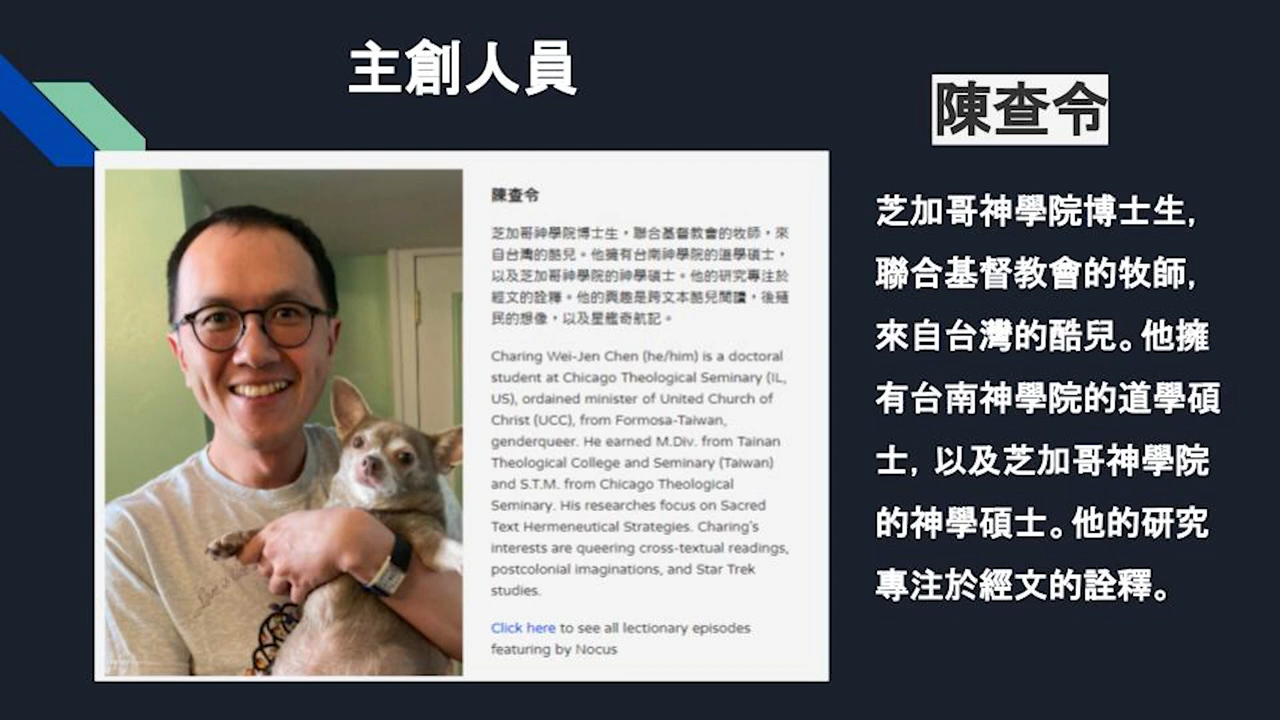 主創人員
陳查令
陳查令
芝加哥神學院博士生，聯合基督教會的牧師，來
自台灣的酷兒。他擁有台南神學院的道學碩士，
以及芝加哥神學院的神學碩士。他的研究專注於
經文的詮釋。他的興趣是跨文本酷兒閱讀，後殖
民的想像，以及星艦奇航記。
Charing Wei-Jen Chen (he/him) is a doctoral
student at Chicago Theological Seminary (IL,
US), ordained minister of United Church of
Christ (UCC), from Formosa-Taiwan,
genderqueer. He earned M.Div. from Tainan
Theological College and Seminary (Taiwan)
and S.T.M. from Chicago Theological
Seminary. His researches focus on Sacred
Text Hermeneutical Strategies. Charing's
interests are queering cross-textual readings,
postcolonial imaginations, and Star Trek
studies.
Click here to see all lectionary episodes
featuring by Nocus
芝加哥神學院博士生，
聯合基督教會的牧師，
來自台灣的酷兒。他擁
有台南神學院的道學碩
士，以及芝加哥神學院
的神學碩士。他的研究
專注於經文的詮釋。